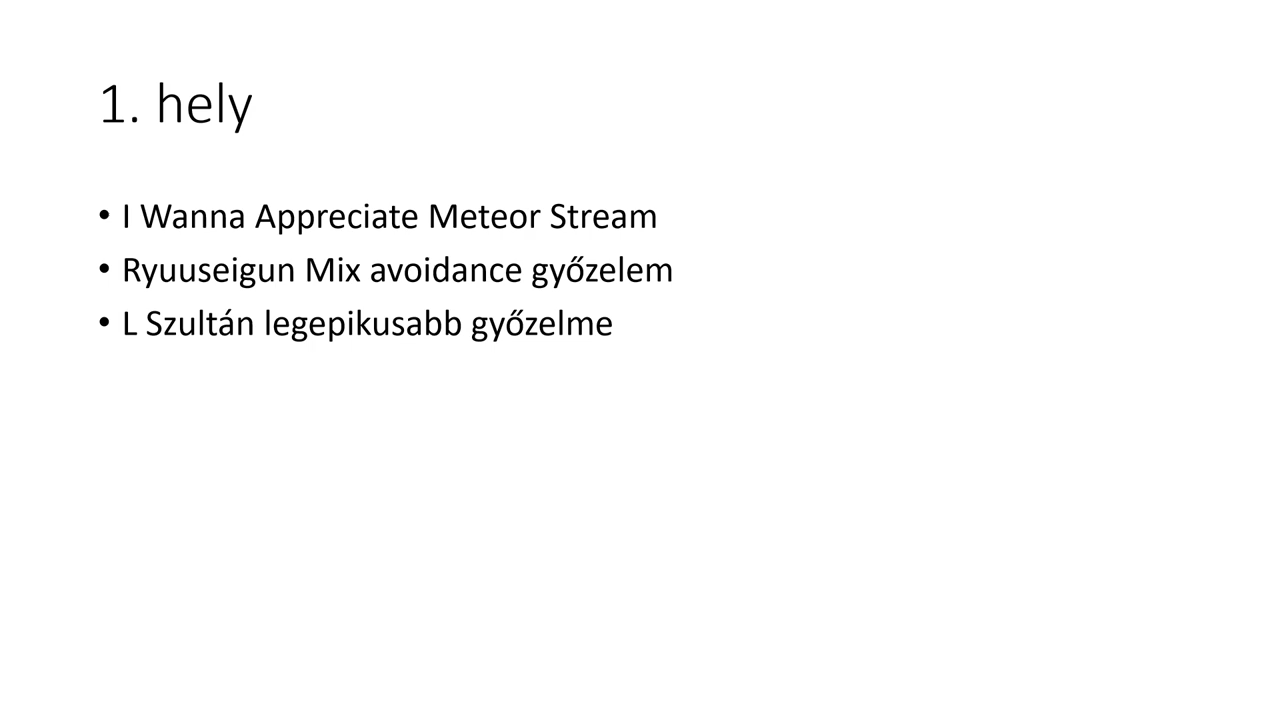 1. hely
• I Wanna Appreciate Meteor Stream
• Ryuuseigun Mix avoidance győzelem
• L Szultán legepikusabb győzelme